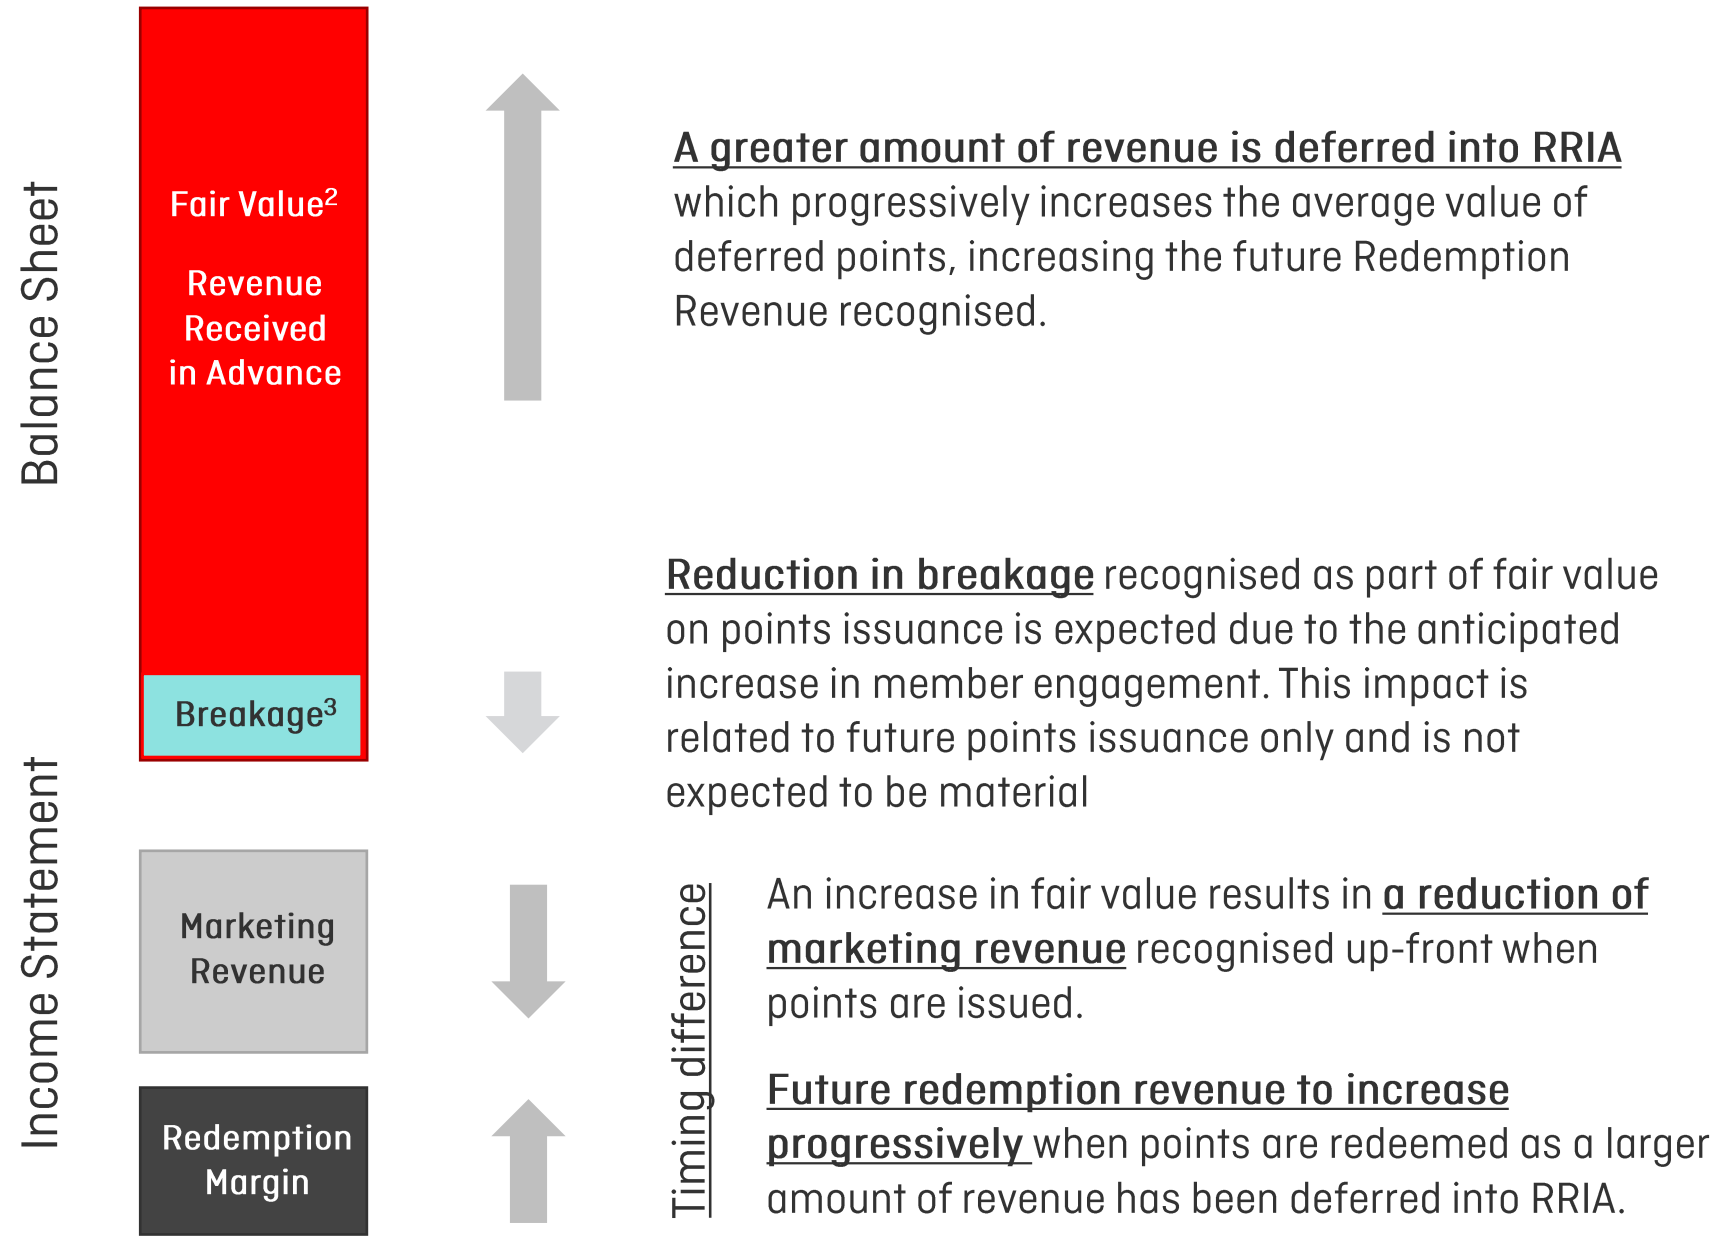 Balance Sheet
Fair Value²
Revenue
Received
in Advance
A greater amount of revenue is deferred into RRIA
which progressively increases the average value of
deferred points, increasing the future Redemption
Revenue recognised.
Breakage³
Reduction in breakage recognised as part of fair value
on points issuance is expected due to the anticipated
increase in member engagement. This impact is
related to future points issuance only and is not
expected to be material
Income Statement
Marketing
Revenue
Timing difference
An increase in fair value results in a reduction of
marketing revenue recognised up-front when
points are issued.
Redemption
Margin
Future redemption revenue to increase
progressively when points are redeemed as a larger
amount of revenue has been deferred into RRIA.